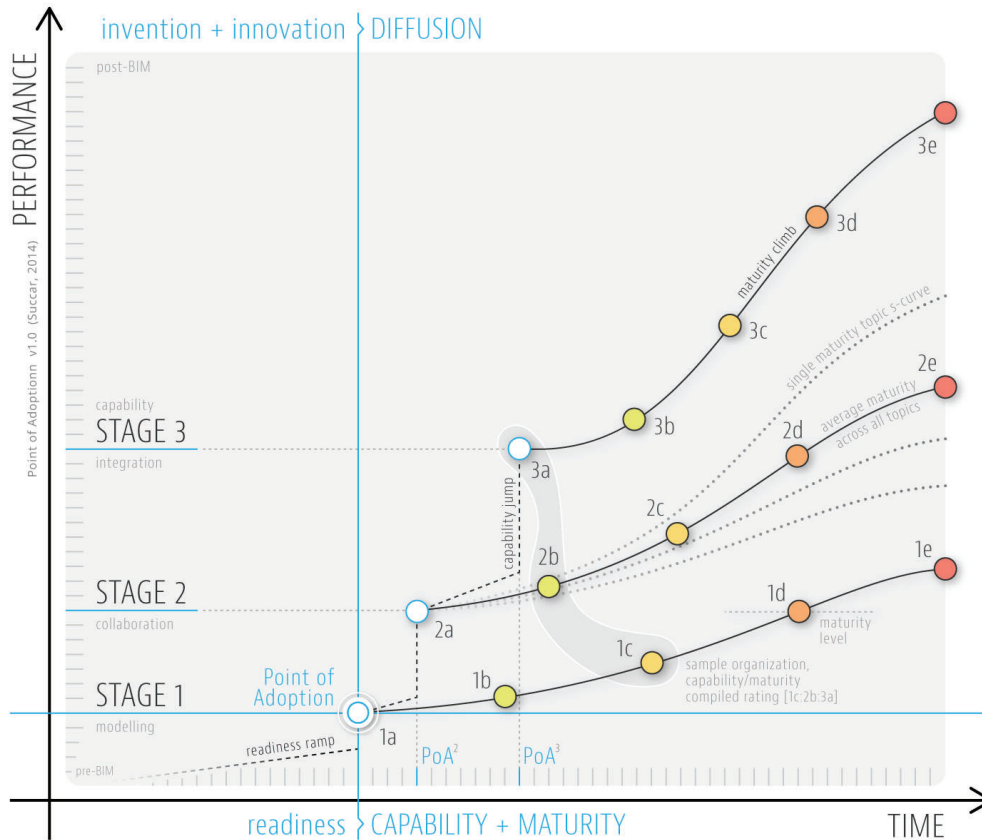 invention + innovation DIFFUSION
PERFORMANCE
Point of Adoptionn v1.0 (Succar, 2014)
post-BIM
3e
3d
maturity climb
3c
single maturity topic s-curve
2e
capability
STAGE 3
integration
3b
average maturity
across all topics
2d
3a
capability jump
2c
2b
1e
STAGE 2
collaboration
2a
1d
maturity
level
1c
sample organization,
capability/maturity
compiled rating [1c:2b:3a]
Point of
Adoption
1b
STAGE 1
modelling
1a
readiness ramp
PoA²
PoA³
pre-BIM
readiness CAPABILITY + MATURITY
TIME